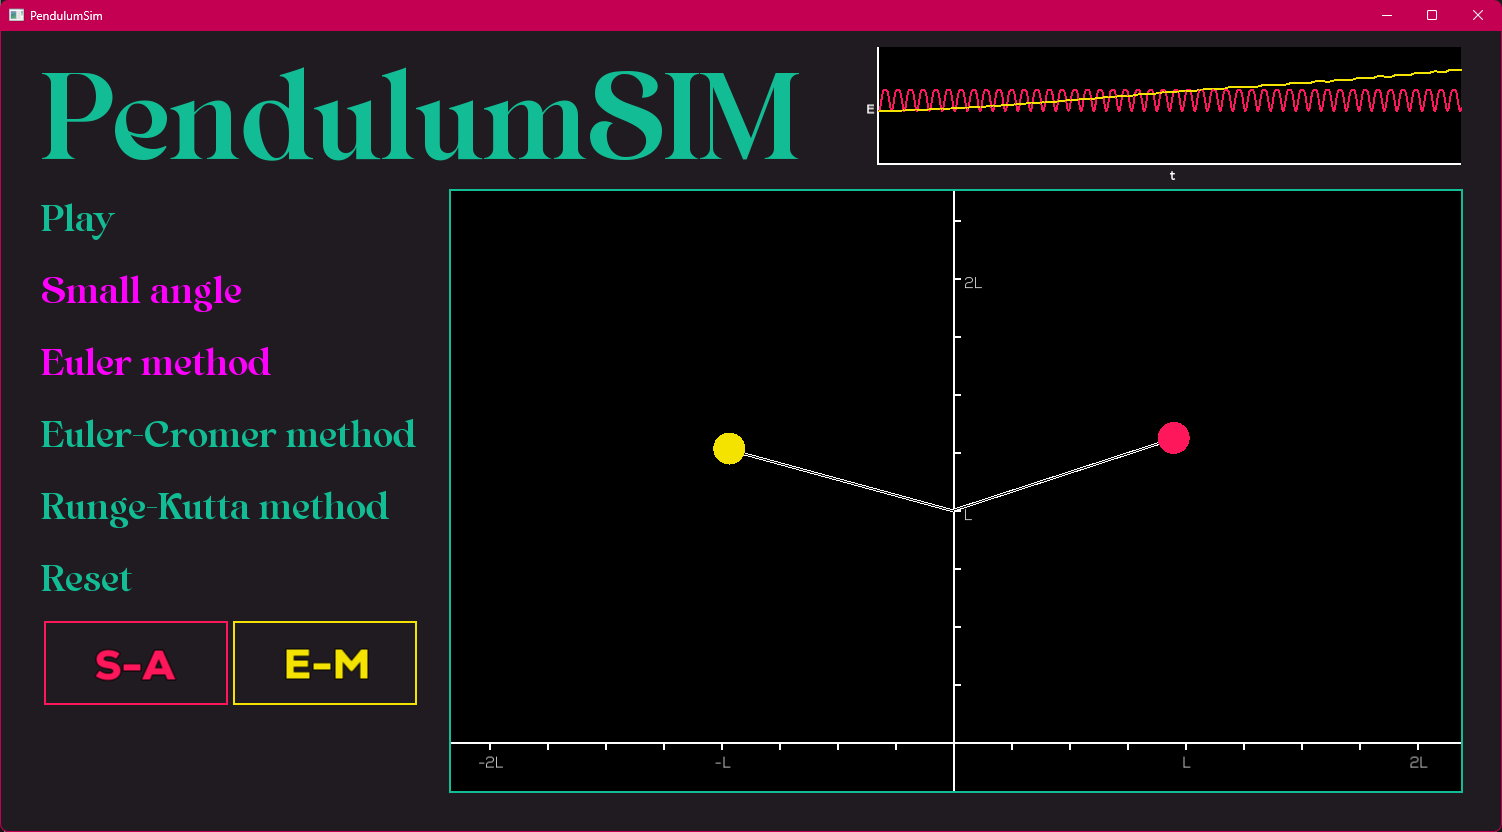 PendulumSim
PendulumSIM
E
t
Play
Small angle
Euler method
Euler-Cromer method
Runge-Kutta method
Reset
S-A
E-M
2L
L
-2L
-L
L
2L